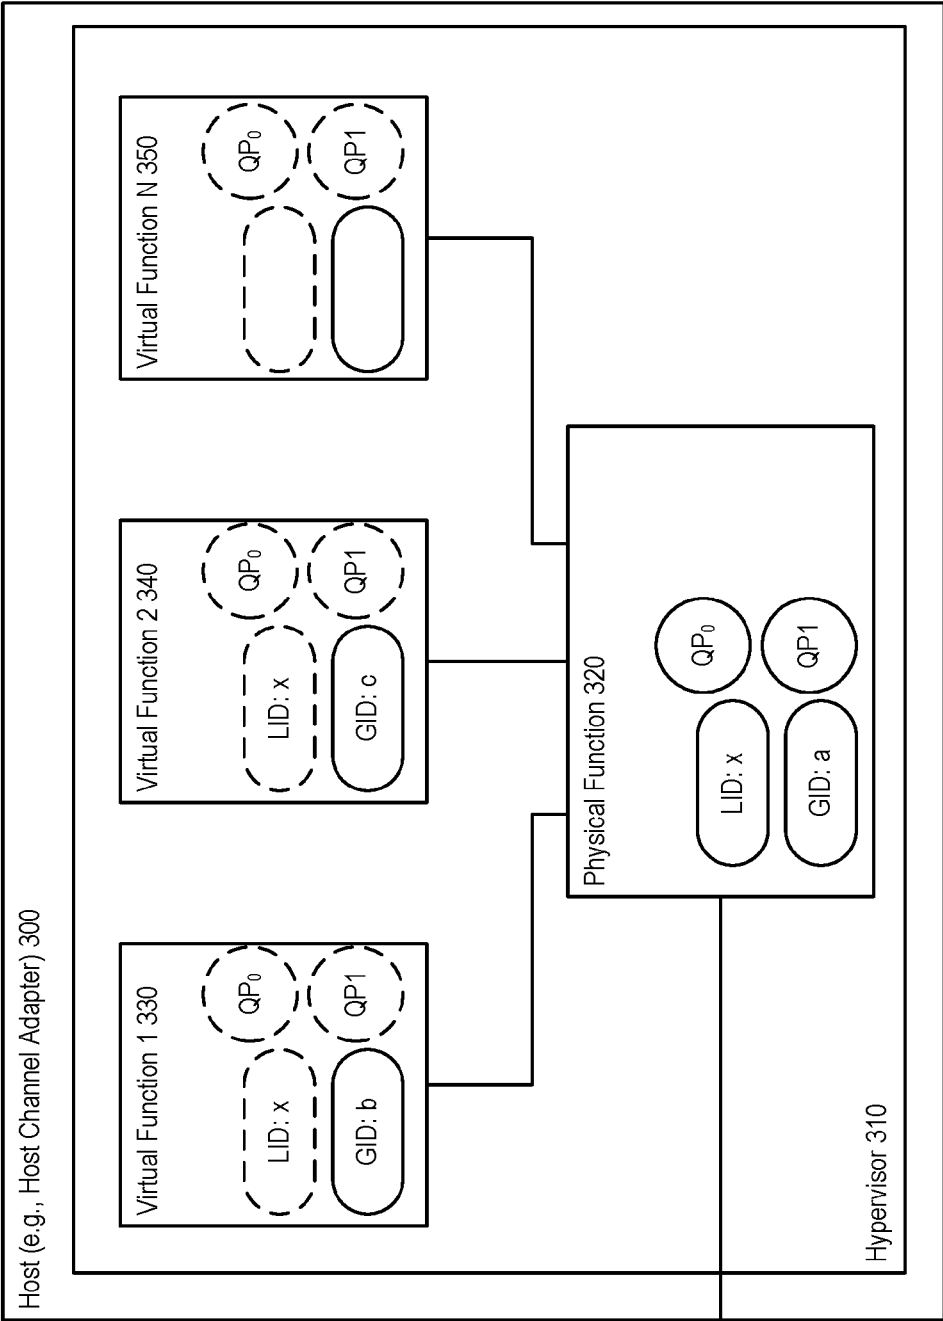 Host (e.g., Host Channel Adapter) 300
Virtual Function 1 330
LID: x
QP0
GID: b
QP1
Virtual Function 2 340
LID: x
QP0
GID: c
QP1
Virtual Function N 350
QP0
QP1
Physical Function 320
LID: x
QP0
GID: a
QP1
Hypervisor 310